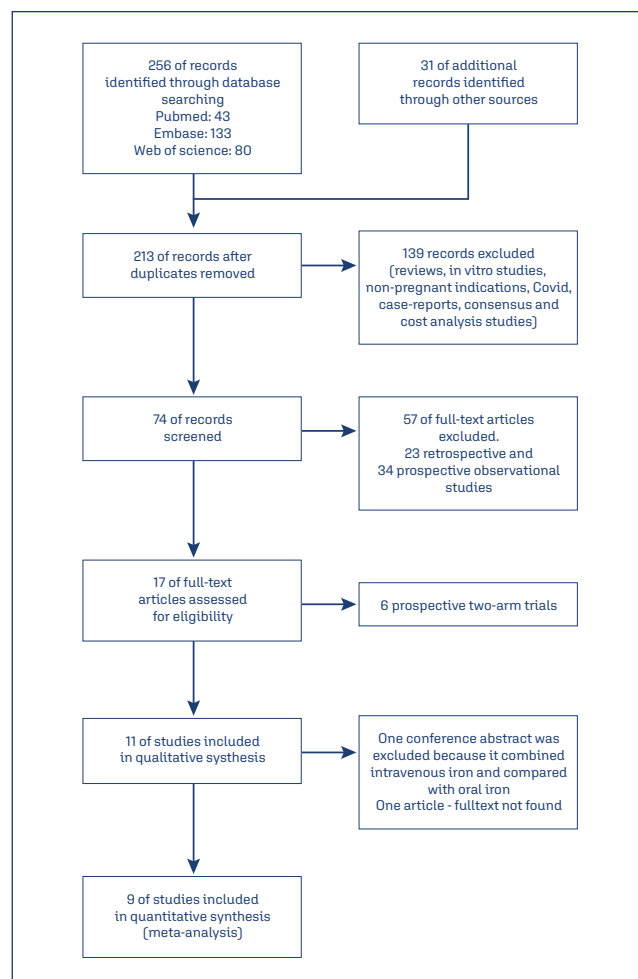 256 of records
identified through database
searching
Pubmed: 43
Embase: 133
Web of science: 80
31 of additional
records identified
through other sources
213 of records after
duplicates removed
139 records excluded
(reviews, in vitro studies,
non-pregnant indications, Covid,
case-reports, consensus and
cost analysis studies)
74 of records
screened
57 of full-text articles
excluded.
23 retrospective and
34 prospective observational
studies
17 of full-text
articles assessed
for eligibility
6 prospective two-arm trials
11 of studies included
in qualitative systhesis
One conference abstract was
excluded because it combined
intravenous iron and compared
with oral iron
One article - fulltext not found
9 of studies included
in quantitative synthesis
(meta-analysis)